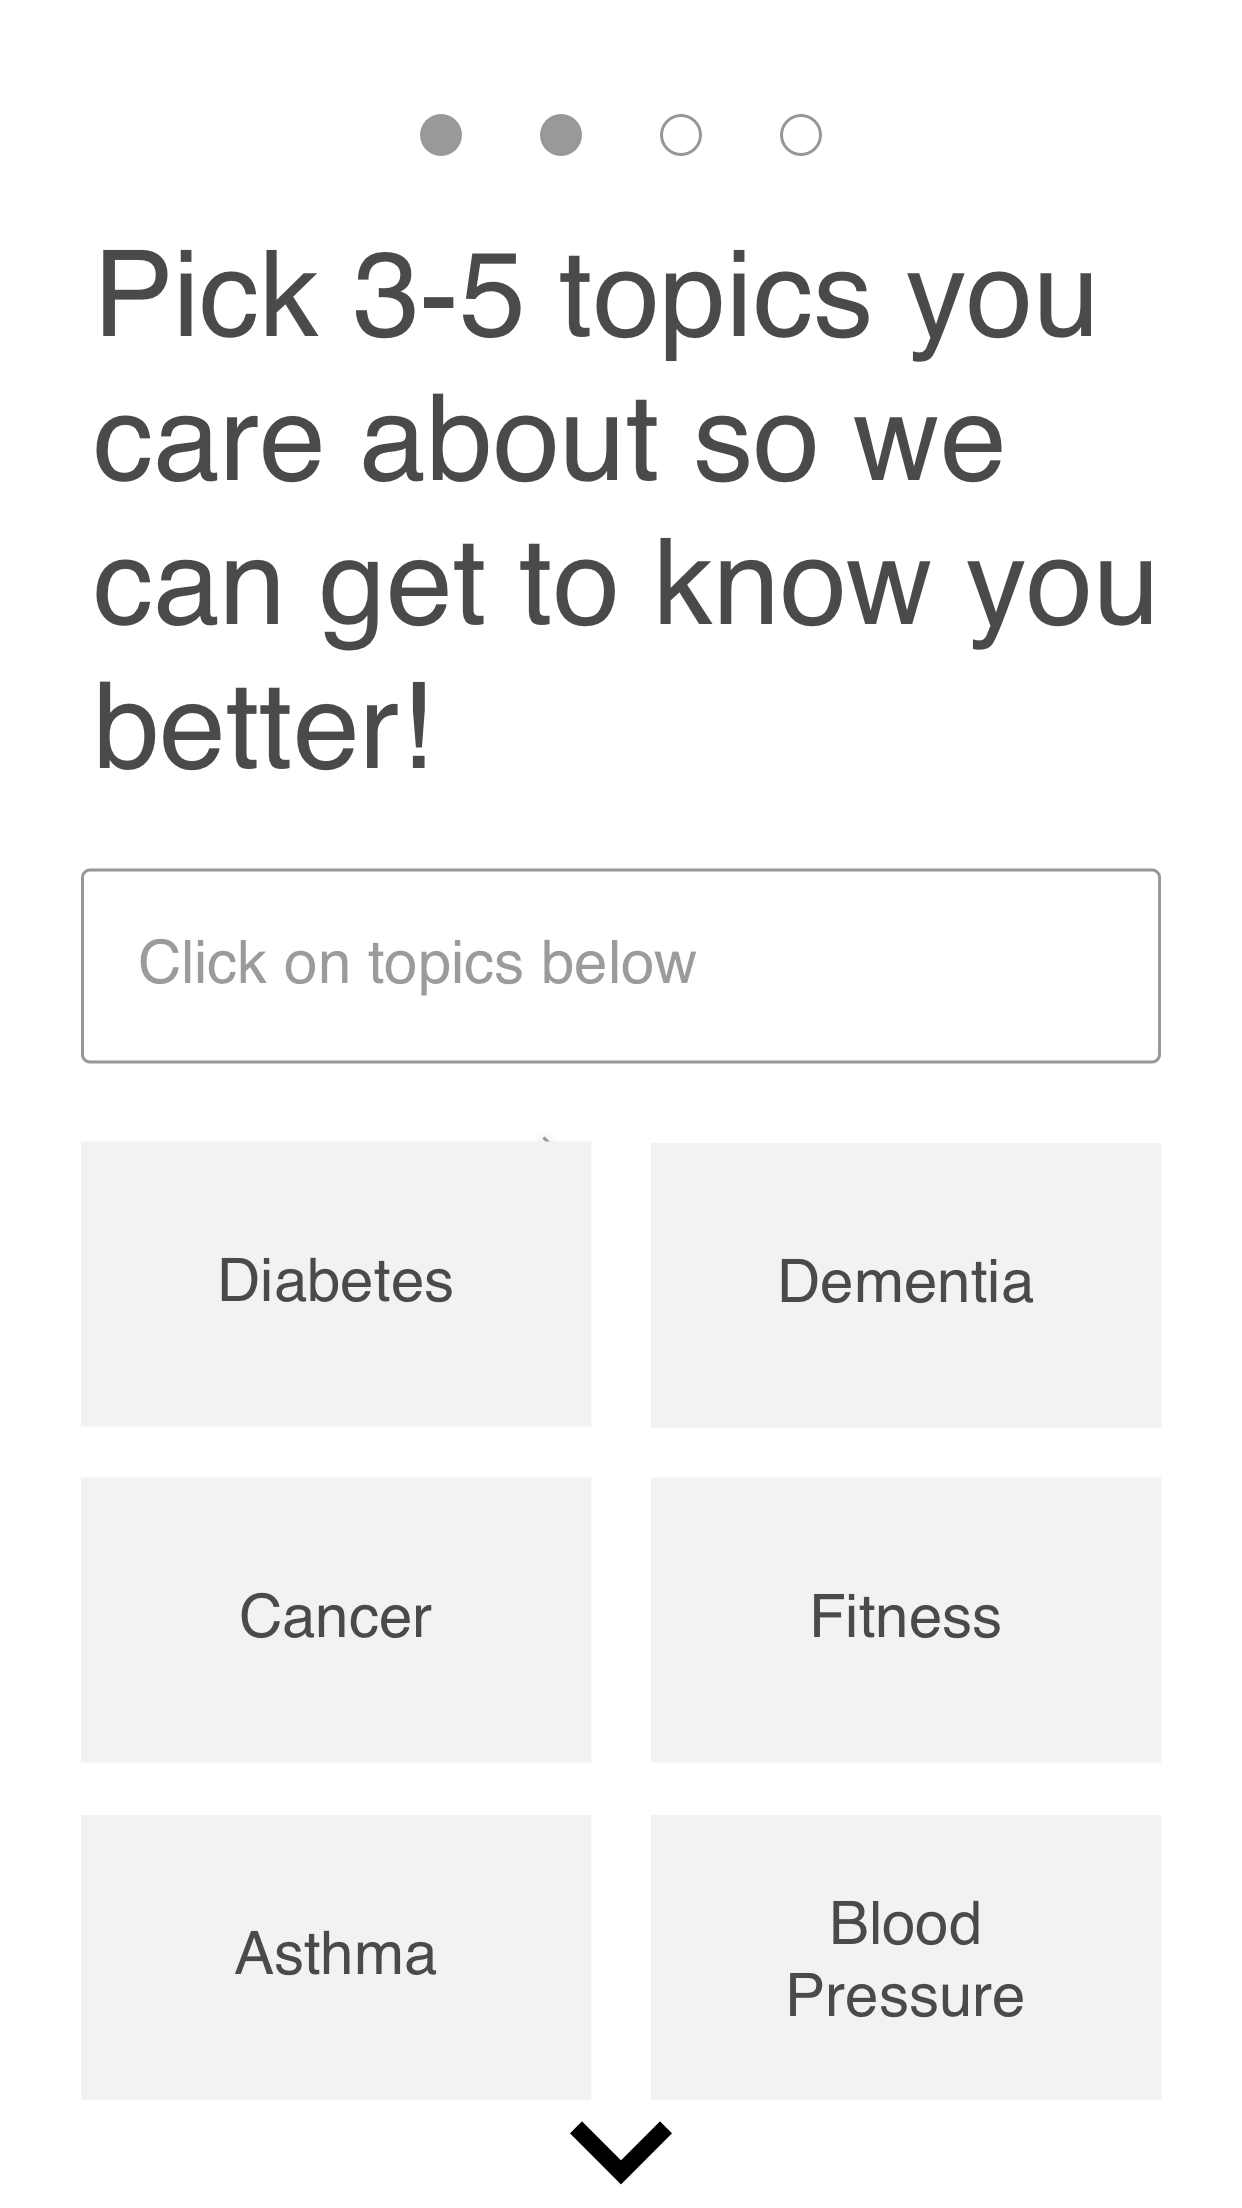 Pick 3-5 topics you
care about so we
can get to know you
better!
Click on topics below
Diabetes
Dementia
Cancer
Fitness
Asthma
Blood
Pressure